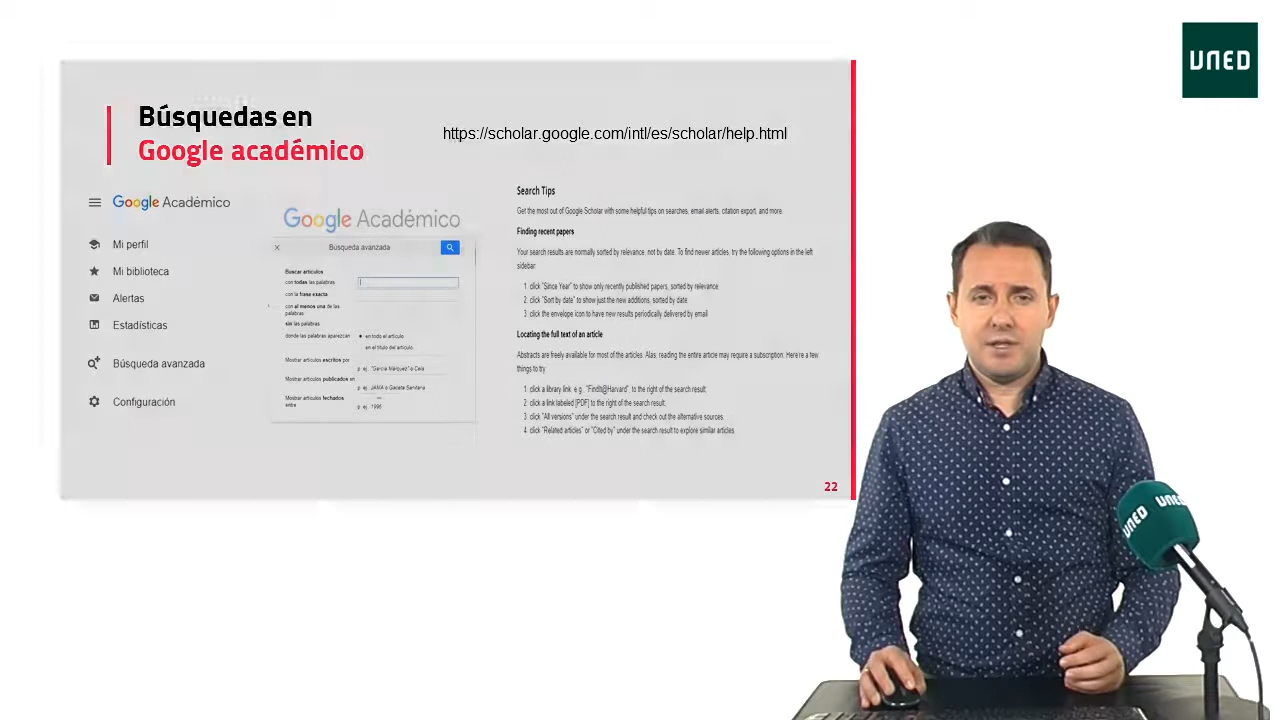 UNED
Búsquedas en
Google académico
https://scholar.google.com/intl/es/scholar/help.html
Google Académico
Mi perfil
Mi biblioteca
Alertas
Estadísticas
Búsqueda avanzada
Configuración
Google Académico
Búsqueda avanzada
Buscar artículos
con todas las palabras
con la frase exacta
con al menos una de las
palabras
sin las palabras
donde las palabras aparezcan
en todo el artículo
en el título del artículo
Mostrar artículos escritos por
p. ej., "García Márquez" o Cela
Mostrar artículos publicados en
p. ej., JAMA o Gaceta Sanitaria
Mostrar artículos fechados
entre
—
p. ej., 1996
Search Tips
Get the most out of Google Scholar with some helpful tips on searches, email alerts, citation export, and more.
Finding recent papers
Your search results are normally sorted by relevance, not by date. To find newer articles, try the following options in the left
sidebar:
1. click "Since Year" to show only recently published papers, sorted by relevance
2. click "Sort by date" to show just the new additions, sorted by date
3. click the envelope icon to have new results periodically delivered by email
Locating the full text of an article
Abstracts are freely available for most of the articles. Alas, reading the entire article may require a subscription. Here're a few
things to try
1. click a library link, e.g., "FindIt@Harvard", to the right of the search result;
2. click a link labeled [PDF] to the right of the search result;
3. click "All versions" under the search result and check out the alternative sources;
4. click "Related articles" or "Cited by" under the search result to explore similar articles
22
UNED
UNED